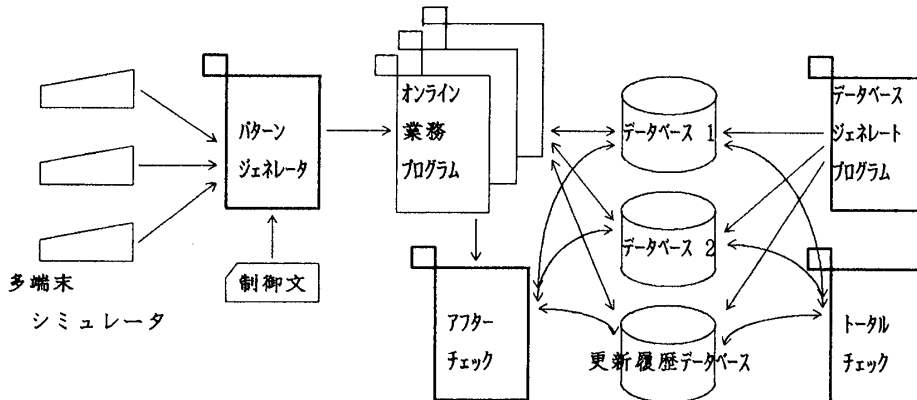 パターン
ジェネレータ
オンライン
業務
プログラム
データベース 1
データベース
ジェネレート
プログラム
データベース 2
多端末
シミュレータ
制御文
アフター
チェック
更新履歴データベース
トータル
チェック